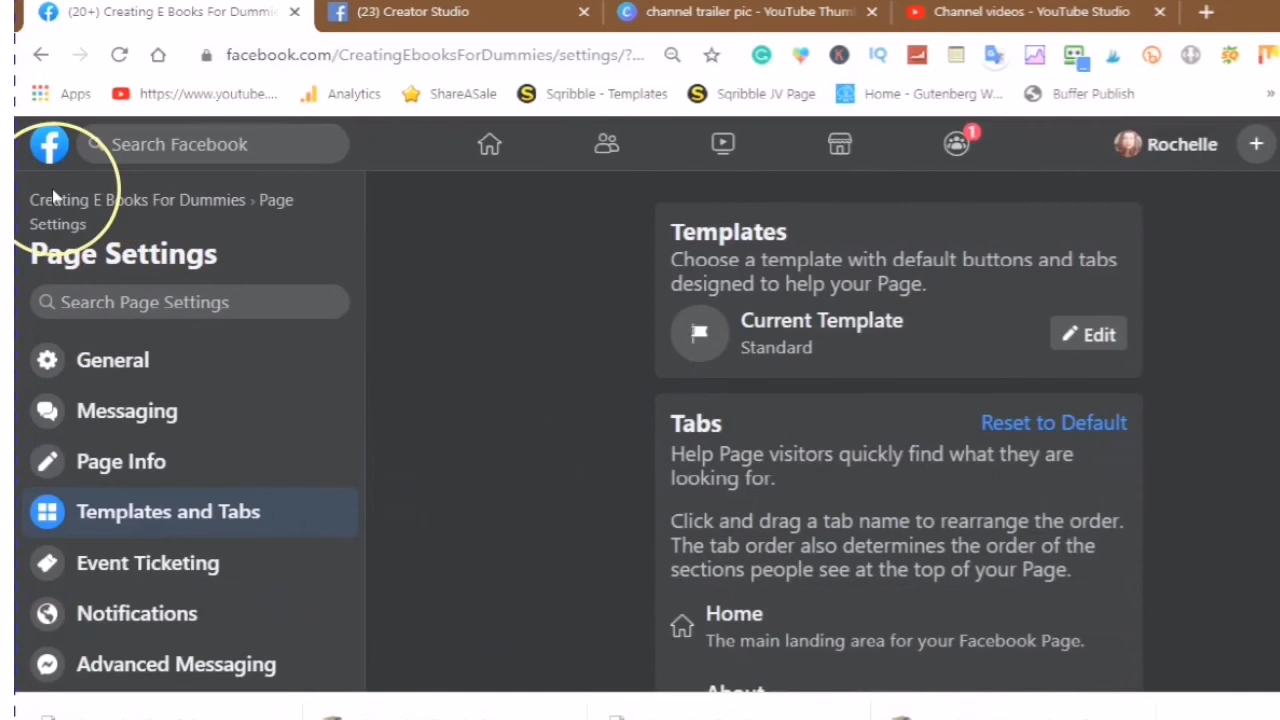 (20+) Creating E Books For Dummie
(23) Creator Studio
channel trailer pic - YouTube Thum
Channel videos - YouTube Studio
facebook.com/CreatingEbooksForDummies/settings/?...
Apps
https://www.youtube....
Analytics
ShareASale
Sqribble - Templates
Sqribble JV Page
Home - Gutenberg W...
Buffer Publish
»
Search Facebook
1
Rochelle
Creating E Books For Dummies › Page
Settings
Page Settings
Search Page Settings
General
Messaging
Page Info
Templates and Tabs
Event Ticketing
Notifications
Advanced Messaging
Templates
Choose a template with default buttons and tabs
designed to help your Page.
Current Template
Standard
Edit
Tabs
Reset to Default
Help Page visitors quickly find what they are
looking for.
Click and drag a tab name to rearrange the order.
The tab order also determines the order of the
sections people see at the top of your Page.
Home
The main landing area for your Facebook Page.
About